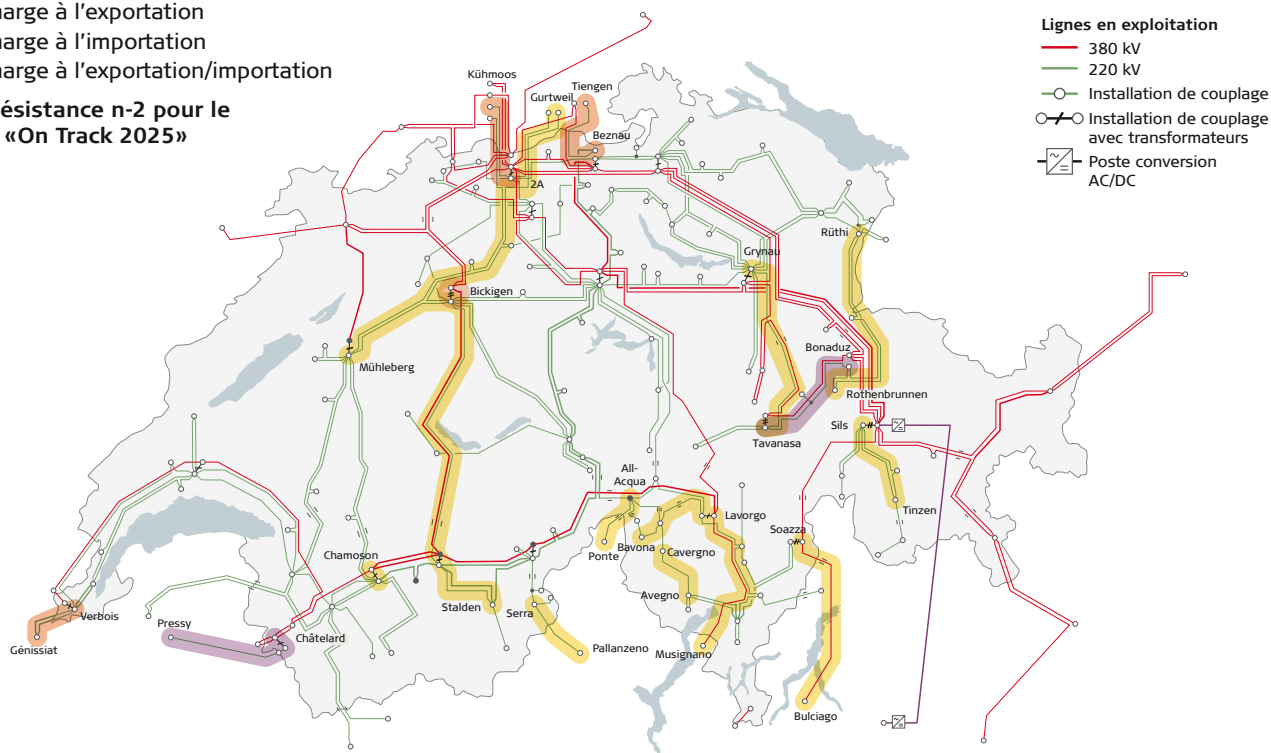 arge à l'exportation
arge à l'importation
arge à l'exportation/importation
ésistance n-2 pour le
«On Track 2025»
Lignes en exploitation
380 kV
220 kV
Installation de couplage
Installation de couplage
avec transformateurs
Poste conversion
AC/DC
Kühmoos
Tiengen
Gurtweil
Beznau
2A
Rüthi
Grynau
Bickigen
Bonaduz
Mühleberg
Rothenbrunnen
Sils
Tavanasa
All-
Acqua
Tinzen
Lavorgo
Soazza
Chamoson
Ponte
Bavona
Cavergno
Avegno
Stalden
Serra
Verbois
Pressy
Châtelard
Génissiat
Pallanzeno
Musignano
Bulciago